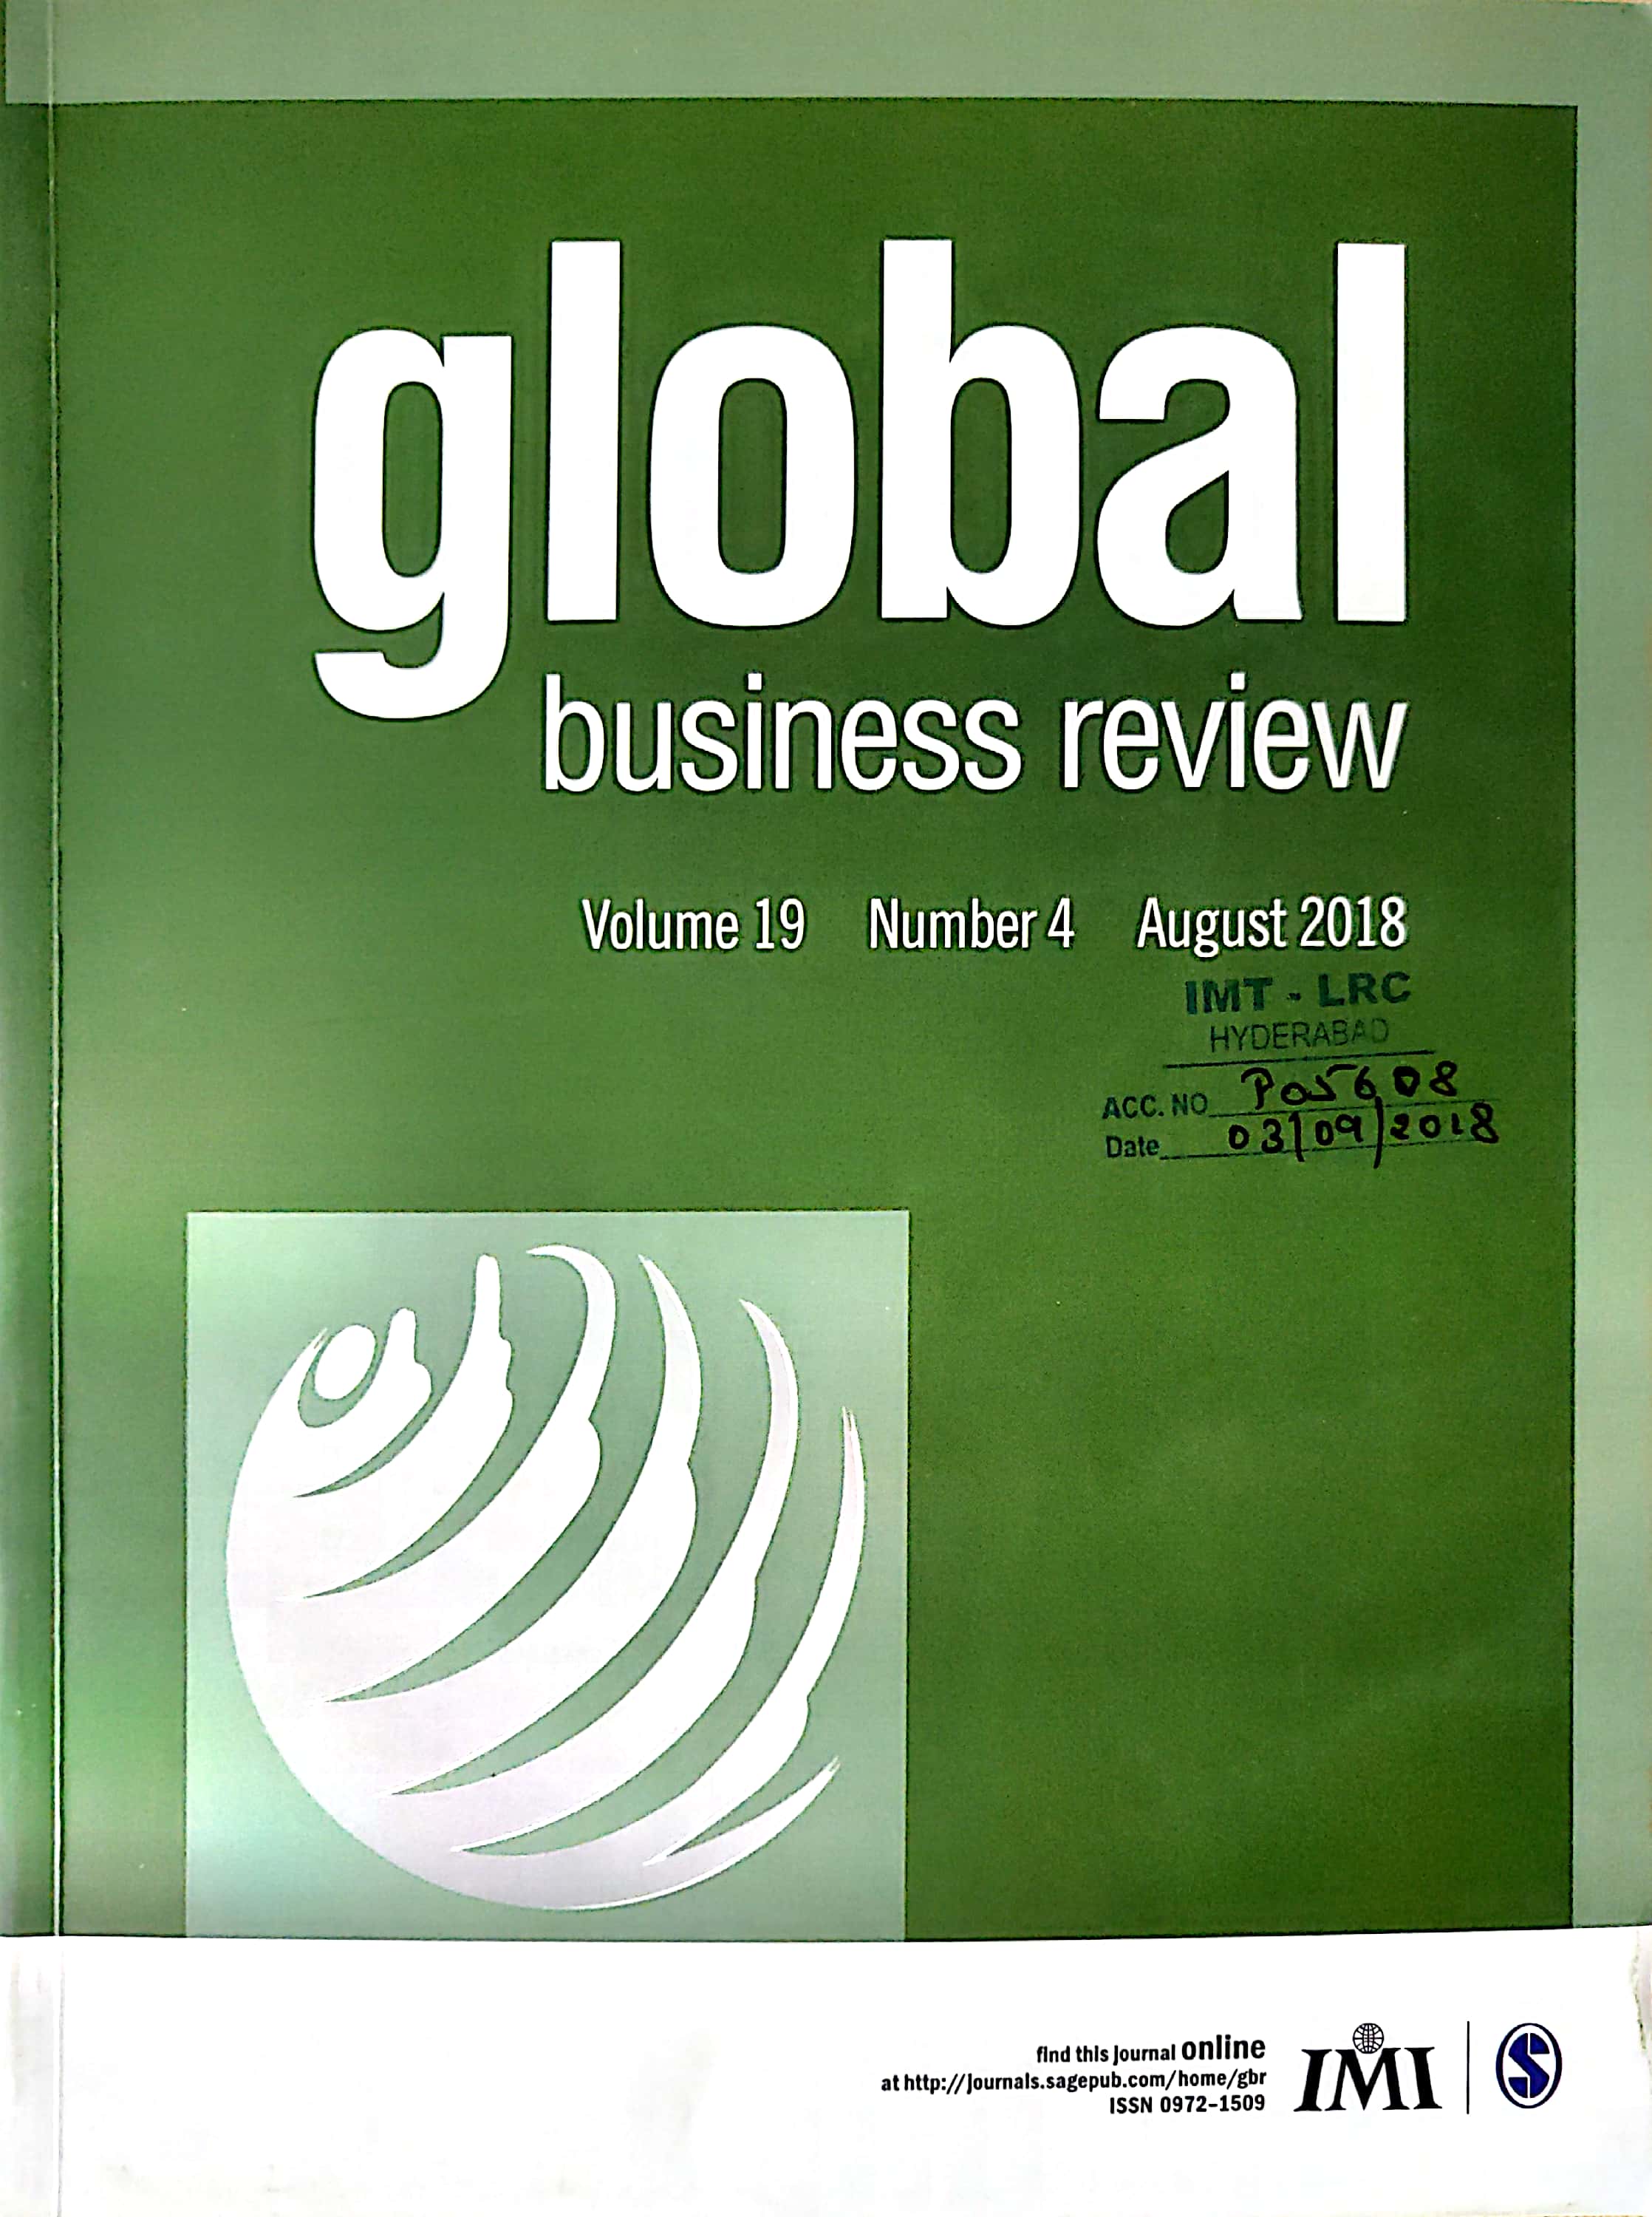 global
business review
Volume 19 Number 4 August 2018
IMT - LRC
HYDERABAD
ACC. NO P05608
Date 03/09/2018
find this journal online
at http://journals.sagepub.com/home/gbr
ISSN 0972-1509
IMI
S